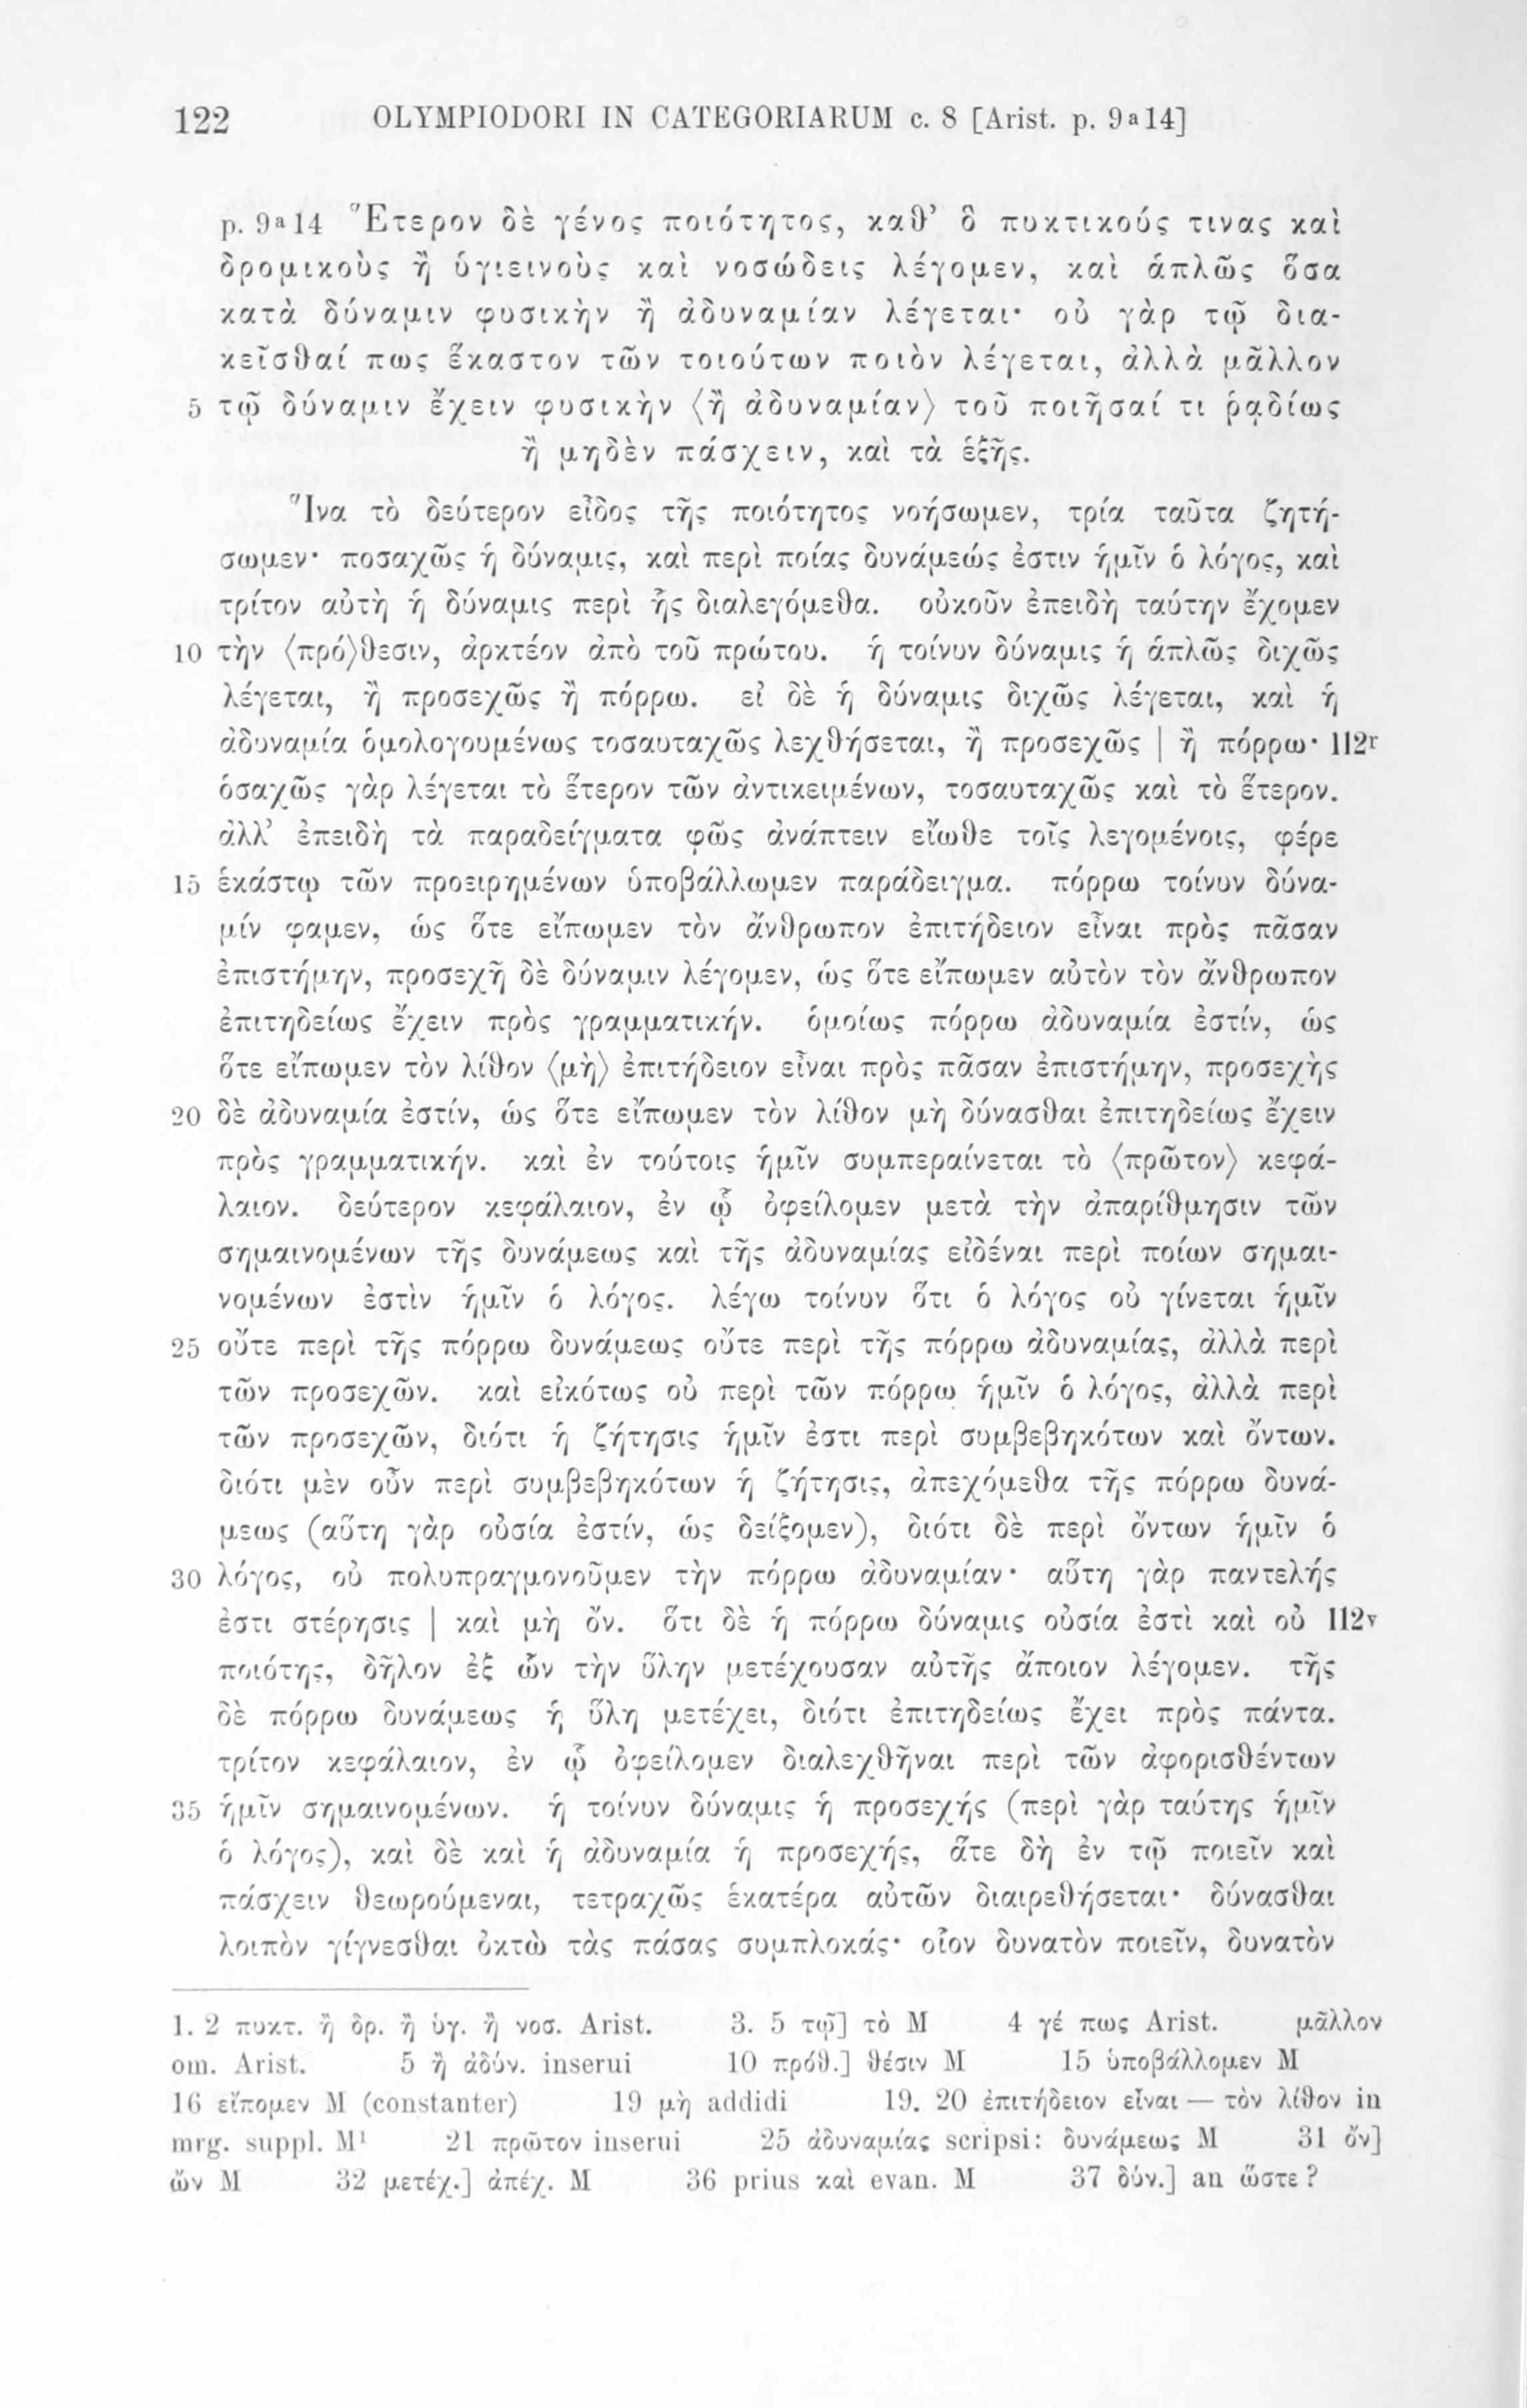 122 OLYMPIODORI IN CATEGORIARUM c. 8 [Arist. p. 9a14]
p. 9a14 Ἕτερον δὲ γένος ποιότητος, καθ’ ὃ πυκτικούς τινας καὶ
δρομικοὺς ἢ ὑγιεινοὺς καὶ νοσώδεις λέγομεν, καὶ ἁπλῶς ὅσα
κατὰ δύναμιν φυσικὴν ἢ ἀδυναμίαν λέγεται· οὐ γὰρ τῷ δια-
κεῖσθαί πως ἕκαστον τῶν τοιούτων ποιὸν λέγεται, ἀλλὰ μᾶλλον
5 τῷ δύναμιν ἔχειν φυσικὴν ⟨ἢ ἀδυναμίαν⟩ τοῦ ποιῆσαί τι ῥᾳδίως
ἢ μηδὲν πάσχειν, καὶ τὰ ἑξῆς.
Ἵνα τὸ δεύτερον εἶδος τῆς ποιότητος νοήσωμεν, τρία ταῦτα ζητή-
σωμεν· ποσαχῶς ἡ δύναμις, καὶ περὶ ποίας δυνάμεώς ἐστιν ἡμῖν ὁ λόγος, καὶ
τρίτον αὐτὴ ἡ δύναμις περὶ ἧς διαλεγόμεθα. οὐκοῦν ἐπειδὴ ταύτην ἔχομεν
10 τὴν ⟨πρό⟩θεσιν, ἀρκτέον ἀπὸ τοῦ πρώτου. ἡ τοίνυν δύναμις ἡ ἁπλῶς διχῶς
λέγεται, ἢ προσεχῶς ἢ πόρρω. εἰ δὲ ἡ δύναμις διχῶς λέγεται, καὶ ἡ
ἀδυναμία ὁμολογουμένως τοσαυταχῶς λεχθήσεται, ἢ προσεχῶς | ἢ πόρρω· 112r
ὁσαχῶς γὰρ λέγεται τὸ ἕτερον τῶν ἀντικειμένων, τοσαυταχῶς καὶ τὸ ἕτερον.
ἀλλ’ ἐπειδὴ τὰ παραδείγματα φῶς ἀνάπτειν εἴωθε τοῖς λεγομένοις, φέρε
15 ἑκάστῳ τῶν προειρημένων ὑποβάλλωμεν παράδειγμα. πόρρω τοίνυν δύνα-
μίν φαμεν, ὡς ὅτε εἴπωμεν τὸν ἄνθρωπον ἐπιτήδειον εἶναι πρὸς πᾶσαν
ἐπιστήμην, προσεχῆ δὲ δύναμιν λέγομεν, ὡς ὅτε εἴπωμεν αὐτὸν τὸν ἄνθρωπον
ἐπιτηδείως ἔχειν πρὸς γραμματικήν. ὁμοίως πόρρω ἀδυναμία ἐστίν, ὡς
ὅτε εἴπωμεν τὸν λίθον ⟨μὴ⟩ ἐπιτήδειον εἶναι πρὸς πᾶσαν ἐπιστήμην, προσεχὴς
20 δὲ ἀδυναμία ἐστίν, ὡς ὅτε εἴπωμεν τὸν λίθον μὴ δύνασθαι ἐπιτηδείως ἔχειν
πρὸς γραμματικήν. καὶ ἐν τούτοις ἡμῖν συμπεραίνεται τὸ ⟨πρῶτον⟩ κεφά-
λαιον. δεύτερον κεφάλαιον, ἐν ᾧ ὀφείλομεν μετὰ τὴν ἀπαρίθμησιν τῶν
σημαινομένων τῆς δυνάμεως καὶ τῆς ἀδυναμίας εἰδέναι περὶ ποίων σημαι-
νομένων ἐστὶν ἡμῖν ὁ λόγος. λέγω τοίνυν ὅτι ὁ λόγος οὐ γίνεται ἡμῖν
25 οὔτε περὶ τῆς πόρρω δυνάμεως οὔτε περὶ τῆς πόρρω ἀδυναμίας, ἀλλὰ περὶ
τῶν προσεχῶν. καὶ εἰκότως οὐ περὶ τῶν πόρρω ἡμῖν ὁ λόγος, ἀλλὰ περὶ
τῶν προσεχῶν, διότι ἡ ζήτησις ἡμῖν ἐστι περὶ συμβεβηκότων καὶ ὄντων.
διότι μὲν οὖν περὶ συμβεβηκότων ἡ ζήτησις, ἀπεχόμεθα τῆς πόρρω δυνά-
μεως (αὕτη γὰρ οὐσία ἐστίν, ὡς δείξομεν), διότι δὲ περὶ ὄντων ἡμῖν ὁ
30 λόγος, οὐ πολυπραγμονοῦμεν τὴν πόρρω ἀδυναμίαν· αὕτη γὰρ παντελής
ἐστι στέρησις | καὶ μὴ ὄν. ὅτι δὲ ἡ πόρρω δύναμις οὐσία ἐστὶ καὶ οὐ 112v
ποιότης, δῆλον ἐξ ὧν τὴν ὕλην μετέχουσαν αὐτῆς ἄποιον λέγομεν. τῆς
δὲ πόρρω δυνάμεως ἡ ὕλη μετέχει, διότι ἐπιτηδείως ἔχει πρὸς πάντα.
τρίτον κεφάλαιον, ἐν ᾧ ὀφείλομεν διαλεχθῆναι περὶ τῶν ἀφορισθέντων
35 ἡμῖν σημαινομένων. ἡ τοίνυν δύναμις ἡ προσεχής (περὶ γὰρ ταύτης ἡμῖν
ὁ λόγος), καὶ δὲ καὶ ἡ ἀδυναμία ἡ προσεχής, ἅτε δὴ ἐν τῷ ποιεῖν καὶ
πάσχειν θεωρούμεναι, τετραχῶς ἑκατέρα αὐτῶν διαιρεθήσεται· δύνασθαι
λοιπὸν γίγνεσθαι ὀκτὼ τὰς πάσας συμπλοκάς· οἷον δυνατὸν ποιεῖν, δυνατὸν
1. 2 πυκτ. ἢ δρ. ἢ ὑγ. ἢ νοσ. Arist. 3. 5 τῷ] τὸ M 4 γέ πως Arist. μᾶλλον
om. Arist. 5 ἢ ἀδύν. inserui 10 πρόθ.] θέσιν M 15 ὑποβάλλομεν M
16 εἴπομεν M (constanter) 19 μὴ addidi 19. 20 ἐπιτήδειον εἶναι — τὸν λίθον in
mrg. suppl. M1 21 πρῶτον inserui 25 ἀδυναμίας scripsi: δυνάμεως M 31 ὄν]
ὤν M 32 μετέχ.] ἀπέχ. M 36 prius καὶ evan. M 37 δύν.] an ὥστε?